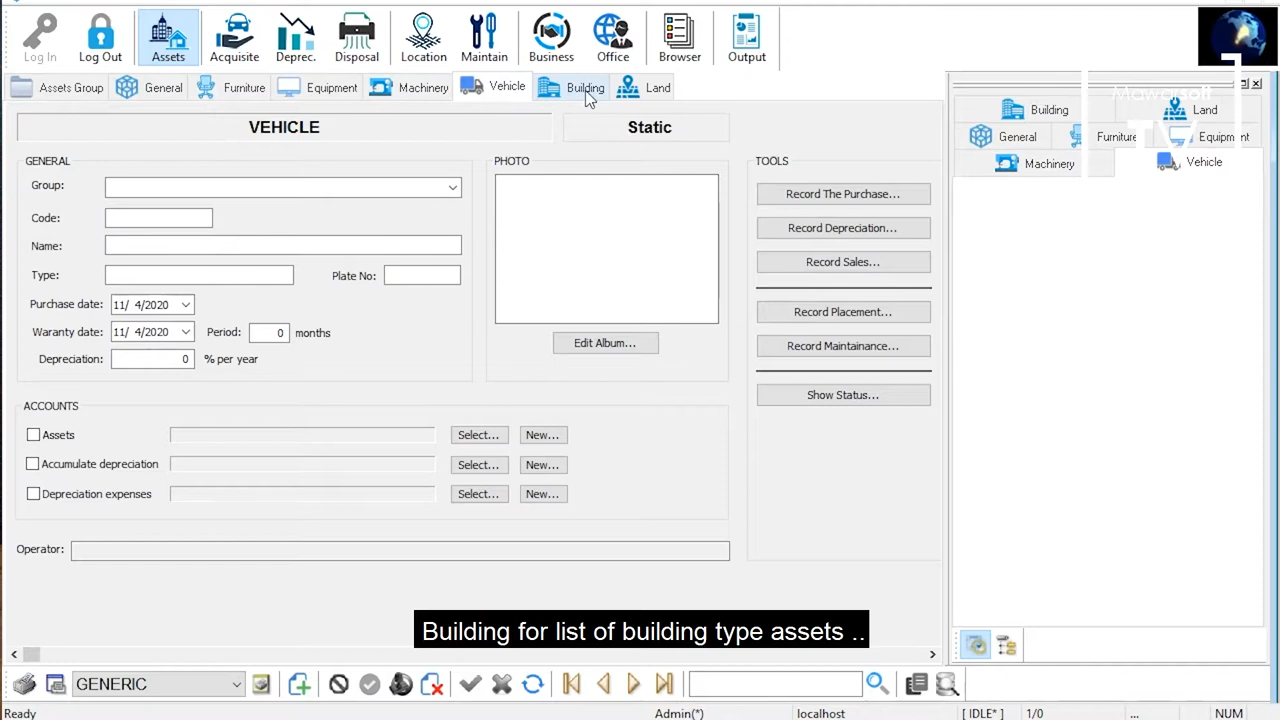 Log In Log Out Assets Acquisite Deprec. Disposal Location Maintain Business Office Browser Output
Assets Group General Furniture Equipment Machinery Vehicle Building Land
VEHICLE Static
GENERAL PHOTO TOOLS
Group:
Code:
Name:
Type: Plate No:
Purchase date: 11/ 4/2020
Waranty date: 11/ 4/2020 Period: 0 months
Depreciation: 0 % per year
Edit Album...
Record The Purchase...
Record Depreciation...
Record Sales...
Record Placement...
Record Maintainance...
Show Status...
ACCOUNTS
Assets Select... New...
Accumulate depreciation Select... New...
Depreciation expenses Select... New...
Operator:
Mawarsoft
TV
Building Land
General Furniture Equipment
Machinery Vehicle
Building for list of building type assets ..
GENERIC
Ready Admin(*) localhost [ IDLE* ] 1/0 ... NUM